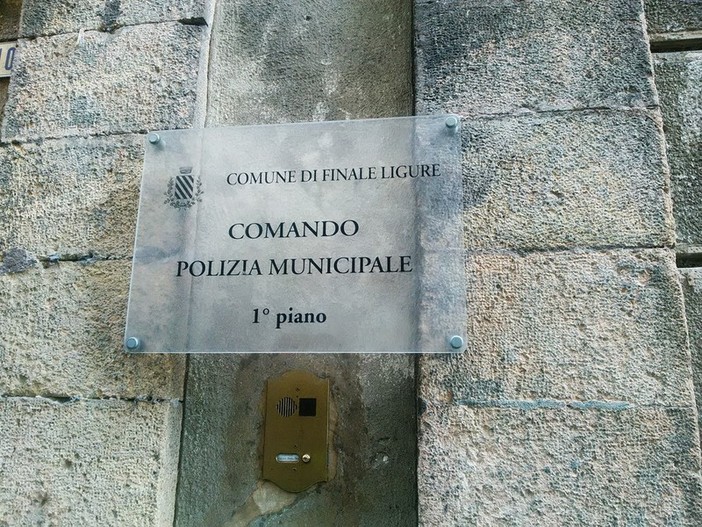 COMUNE DI FINALE LIGURE
COMANDO
POLIZIA MUNICIPALE
1° piano